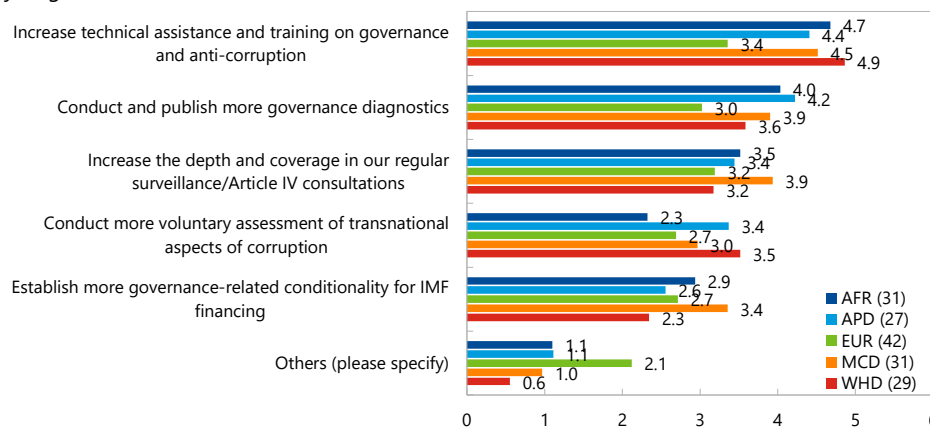 Increase technical assistance and training on governance
and anti-corruption
4.7
4.4
3.4
4.5
4.9
Conduct and publish more governance diagnostics
4.0
4.2
3.0
3.9
3.6
Increase the depth and coverage in our regular
surveillance/Article IV consultations
3.5
3.4
3.2
3.9
3.2
Conduct more voluntary assessment of transnational
aspects of corruption
2.3
3.4
2.7
3.0
3.5
Establish more governance-related conditionality for IMF
financing
2.9
2.6
2.7
3.4
2.3
Others (please specify)
1.1
1.1
2.1
1.0
0.6
AFR (31)
APD (27)
EUR (42)
MCD (31)
WHD (29)
0 1 2 3 4 5